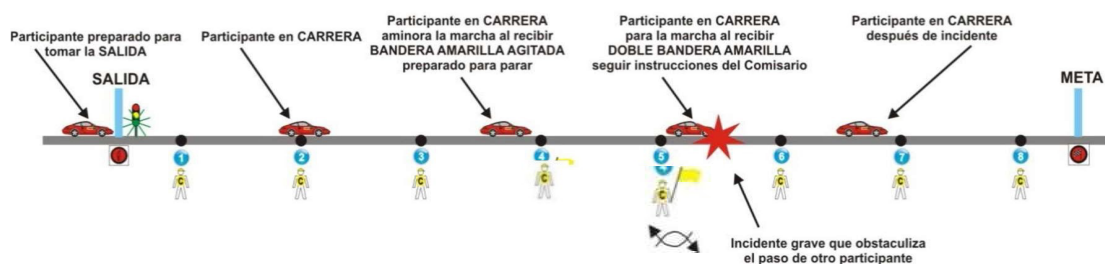 Participante preparado para
tomar la SALIDA
Participante en CARRERA
Participante en CARRERA
aminora la marcha al recibir
BANDERA AMARILLA AGITADA
preparado para parar
Participante en CARRERA
para la marcha al recibir
DOBLE BANDERA AMARILLA
seguir instrucciones del Comisario
Participante en CARRERA
después de incidente
SALIDA
META
1
2
3
4
5
6
7
8
C
C
C
C
C
C
C
C
Incidente grave que obstaculiza
el paso de otro participante